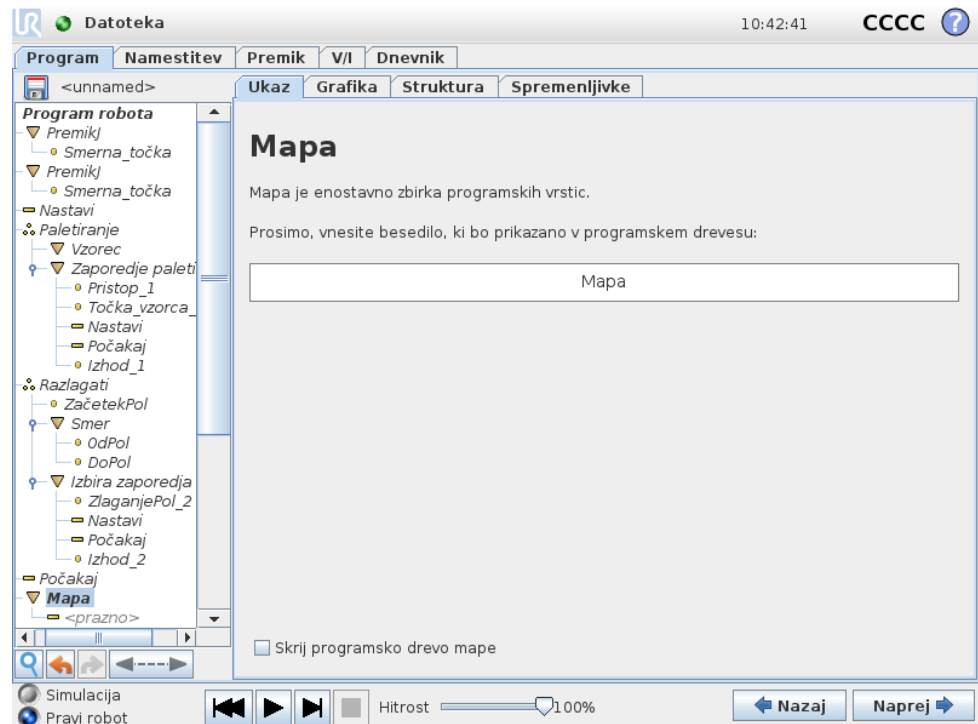 Datoteka 10:42:41 CCCC ?
Program Namestitev Premik V/I Dnevnik
<unnamed>
Ukaz Grafika Struktura Spremenljivke
Program robota
PremikJ
Smerna_točka
PremikJ
Smerna_točka
Nastavi
Paletiranje
Vzorec
Zaporedje paleti
Pristop_1
Točka_vzorca_
Nastavi
Počakaj
Izhod_1
Razlagati
ZačetekPol
Smer
OdPol
DoPol
Izbira zaporedja
ZlaganjePol_2
Nastavi
Počakaj
Izhod_2
Počakaj
Mapa
<prazno>
Mapa
Mapa je enostavno zbirka programskih vrstic.
Prosimo, vnesite besedilo, ki bo prikazano v programskem drevesu:
Mapa
Skrij programsko drevo mape
Simulacija
Pravi robot
Hitrost 100%
Nazaj Naprej